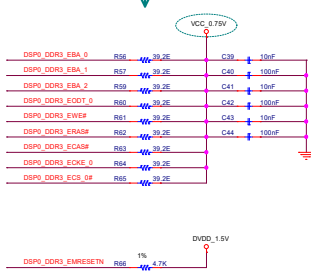 VCC_0.75V
DSP0_DDR3_EBA_0 R56 39.2E C39 10nF
DSP0_DDR3_EBA_1 R57 39.2E C40 100nF
DSP0_DDR3_EBA_2 R59 39.2E C41 10nF
DSP0_DDR3_EODT_0 R60 39.2E C42 100nF
DSP0_DDR3_EWE# R61 39.2E C43 10nF
DSP0_DDR3_ERAS# R62 39.2E C44 100nF
DSP0_DDR3_ECAS# R63 39.2E
DSP0_DDR3_ECKE_0 R64 39.2E
DSP0_DDR3_ECS_0# R65 39.2E
DVDD_1.5V
1%
DSP0_DDR3_EMRESETN R66 4.7K